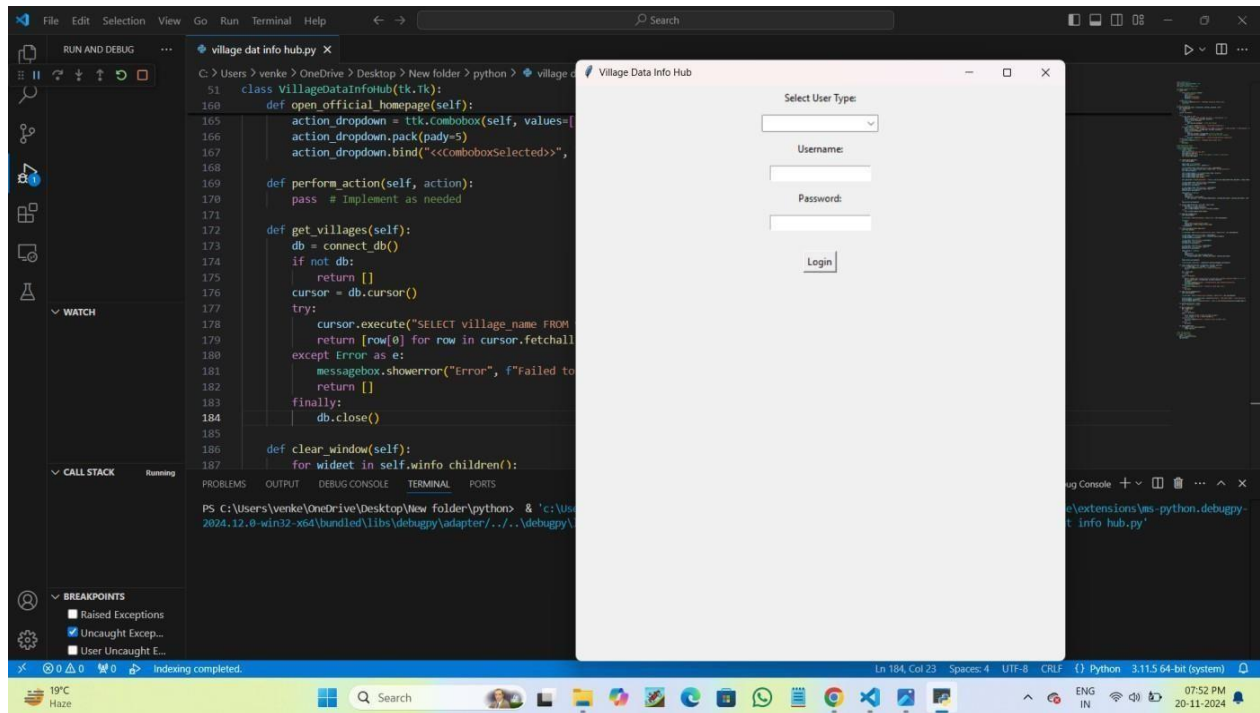 File Edit Selection View Go Run Terminal Help
Search
RUN AND DEBUG
village dat info hub.py
C: > Users > venke > OneDrive > Desktop > New folder > python > village
51 class VillageDataInfoHub(tk.Tk):
160 def open_official_homepage(self):
165 action_dropdown = ttk.Combobox(self, values=[
166 action_dropdown.pack(pady=5)
167 action_dropdown.bind("<<ComboboxSelected>>",
168
169 def perform_action(self, action):
170 pass # Implement as needed
171
172 def get_villages(self):
173 db = connect_db()
174 if not db:
175 return []
176 cursor = db.cursor()
177 try:
178 cursor.execute("SELECT village_name FROM
179 return [row[0] for row in cursor.fetchall
180 except Error as e:
181 messagebox.showerror("Error", f"Failed to
182 return []
183 finally:
184 db.close()
185
186 def clear_window(self):
187 for widget in self.winfo_children():
Village Data Info Hub
Select User Type:
Username:
Password:
Login
WATCH
CALL STACK Running
BREAKPOINTS
Raised Exceptions
Uncaught Excep...
User Uncaught E...
PROBLEMS OUTPUT DEBUG CONSOLE TERMINAL PORTS
ug Console
PS C:\Users\venke\OneDrive\Desktop\New folder\python> & 'c:\Use
e\extensions\ms-python.debugpy-
2024.12.0-win32-x64\bundled\libs\debugpy\adapter/../..\debugpy\
t info hub.py'
0 0 0 Indexing completed.
Ln 184, Col 23 Spaces: 4 UTF-8 CRLF {} Python 3.11.5 64-bit (system)
19°C
Haze
Search
ENG
IN
07:52 PM
20-11-2024